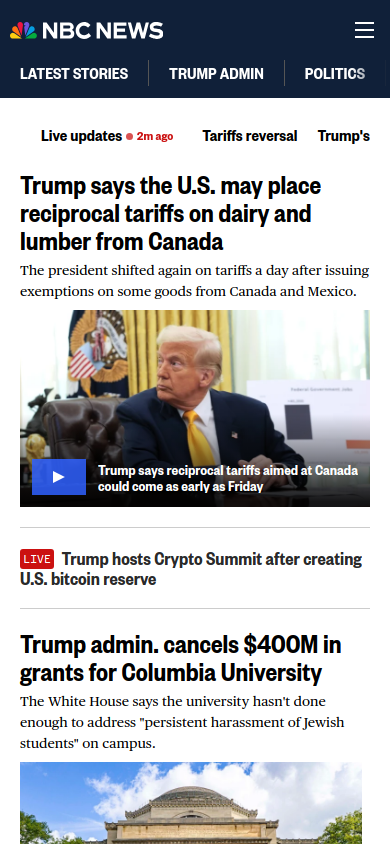 NBC NEWS
LATEST STORIES
TRUMP ADMIN
POLITICS
Live updates 2m ago
Tariffs reversal
Trump's
Trump says the U.S. may place
reciprocal tariffs on dairy and
lumber from Canada
The president shifted again on tariffs a day after issuing
exemptions on some goods from Canada and Mexico.
Trump says reciprocal tariffs aimed at Canada
could come as early as Friday
LIVE Trump hosts Crypto Summit after creating
U.S. bitcoin reserve
Trump admin. cancels $400M in
grants for Columbia University
The White House says the university hasn't done
enough to address "persistent harassment of Jewish
students" on campus.